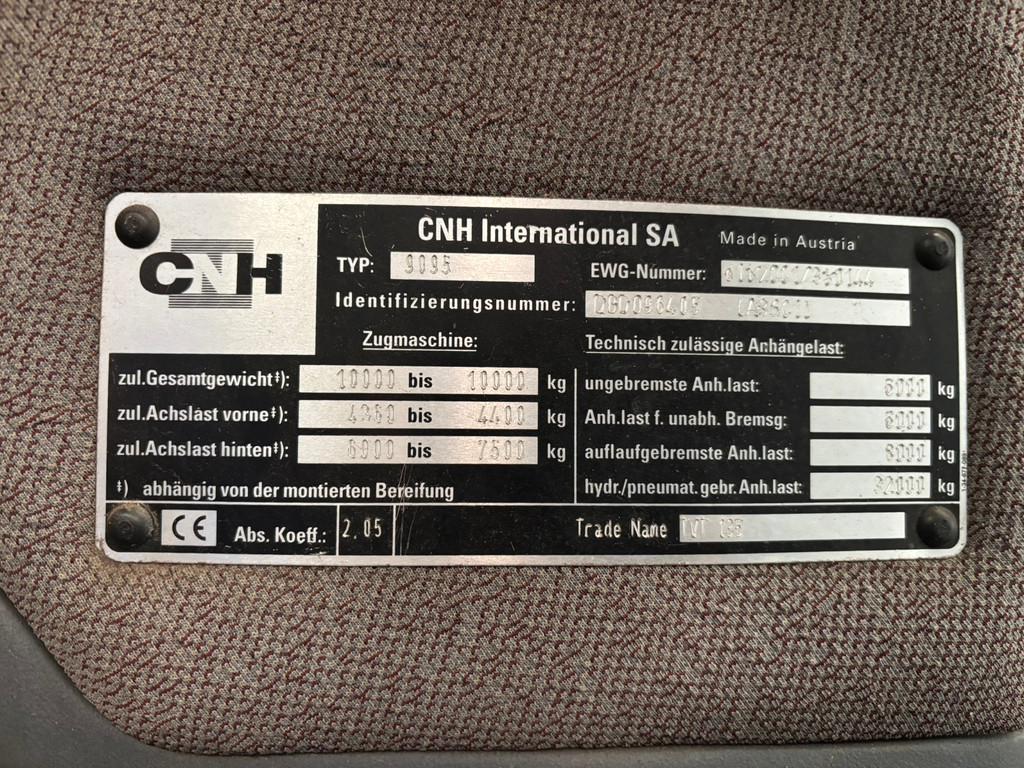 CNH International SA Made in Austria
CNH
TYP: 9095 EWG-Nummer:
Identifizierungsnummer:
Zugmaschine:
zul.Gesamtgewicht‡): 10000 bis 10000 kg
zul.Achslast vorne‡): bis 4400 kg
zul.Achslast hinten‡): bis 7500 kg
‡) abhängig von der montierten Bereifung
Technisch zulässige Anhängelast:
ungebremste Anh.last: kg
Anh.last f. unabh. Bremsg: kg
auflaufgebremste Anh.last: 8000 kg
hydr./pneumat.gebr.Anh.last: 32000 kg
CE Abs. Koeff.: 2,05 Trade Name TVT